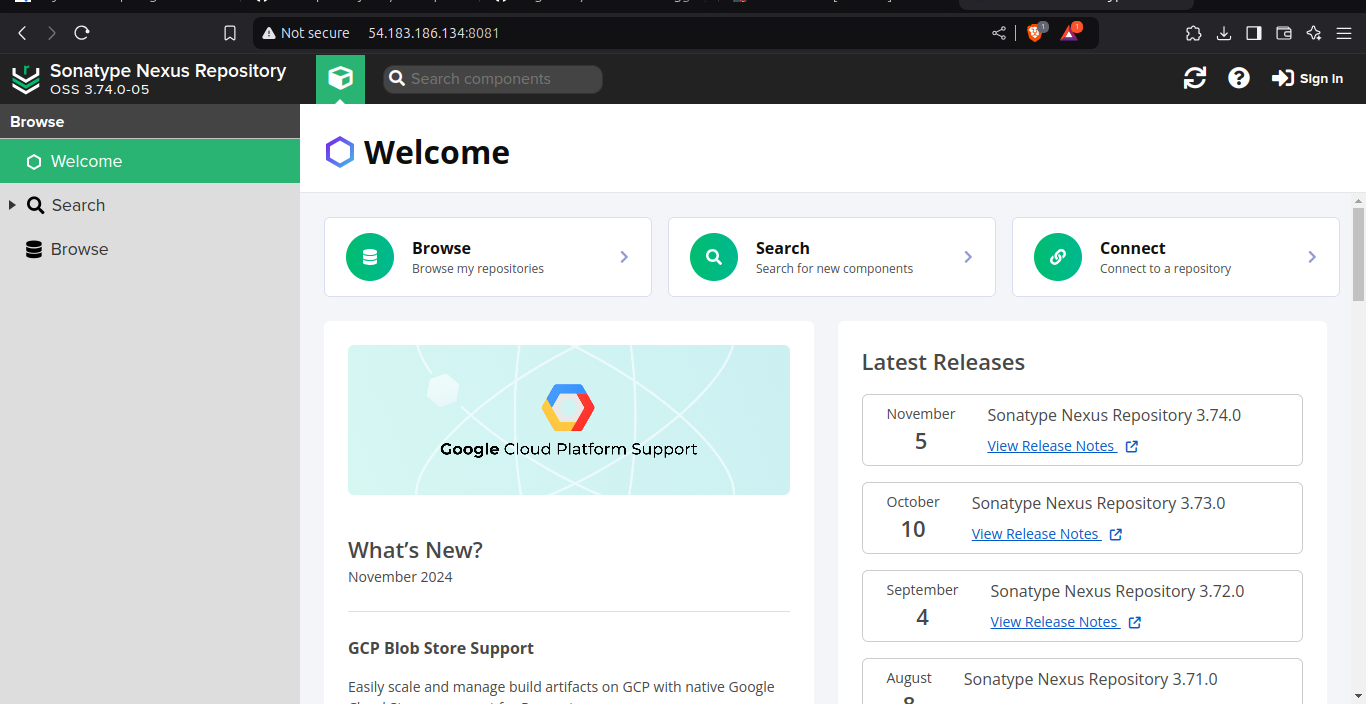 Not secure 54.183.186.134:8081
1
1
Sonatype Nexus Repository
OSS 3.74.0-05
Search components
Sign In
Browse
Welcome
Search
Browse
Welcome
Browse
Browse my repositories
Search
Search for new components
Connect
Connect to a repository
Google Cloud Platform Support
What’s New?
November 2024
GCP Blob Store Support
Easily scale and manage build artifacts on GCP with native Google
Latest Releases
November
5
Sonatype Nexus Repository 3.74.0
View Release Notes
October
10
Sonatype Nexus Repository 3.73.0
View Release Notes
September
4
Sonatype Nexus Repository 3.72.0
View Release Notes
August
8
Sonatype Nexus Repository 3.71.0